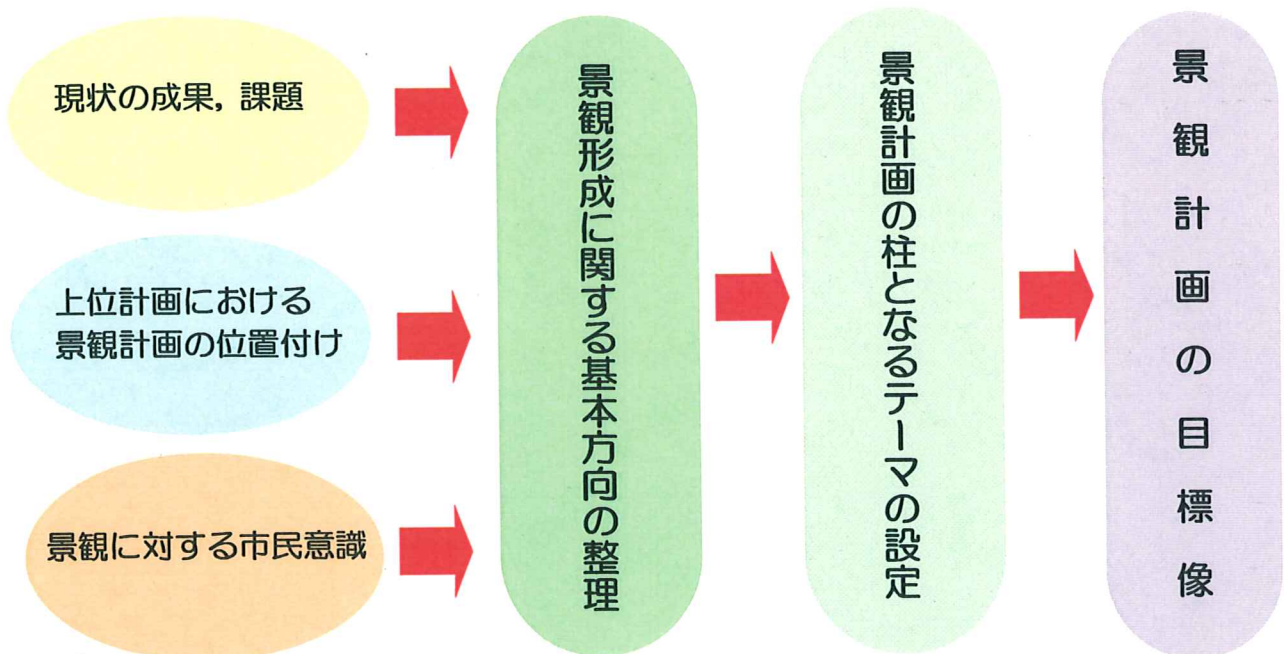 現状の成果，課題
上位計画における
景観計画の位置付け
景観に対する市民意識
景観形成に関する基本方向の整理
景観計画の柱となるテーマの設定
景観計画の目標像